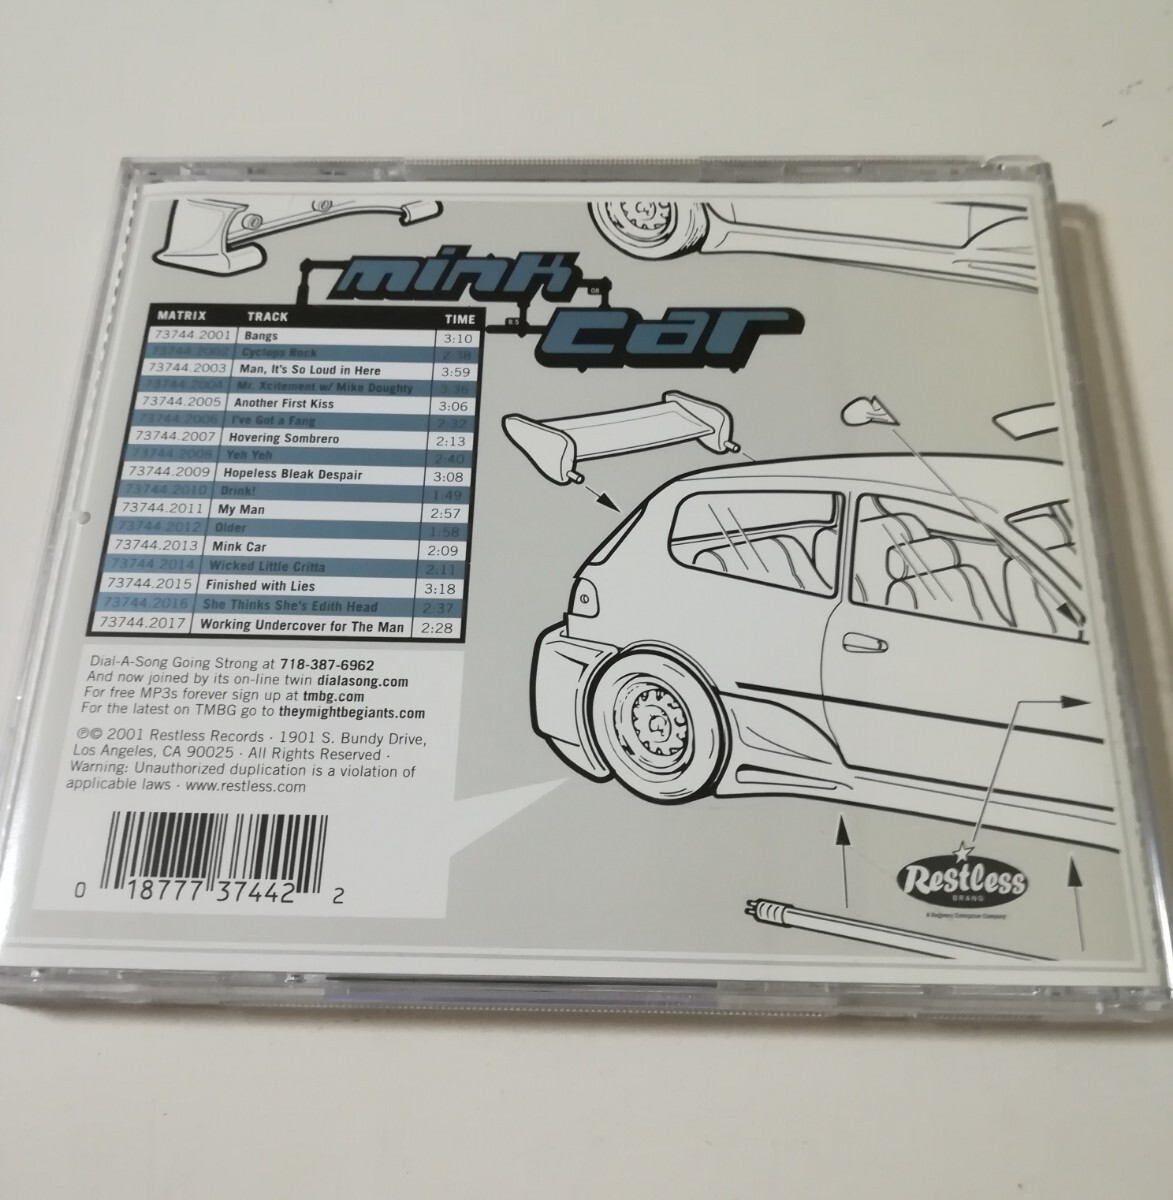 mink
08
8.5
car
MATRIX TRACK TIME
73744.2001 Bangs 3:10
73744.2002 Cyclops Rock 2:38
73744.2003 Man, It's So Loud in Here 3:59
73744.2004 Mr. Xcitement w/ Mike Doughty 3:36
73744.2005 Another First Kiss 3:06
73744.2006 I've Got a Fang 2:32
73744.2007 Hovering Sombrero 2:13
73744.2008 Yeh Yeh 2:40
73744.2009 Hopeless Bleak Despair 3:08
73744.2010 Drink! 1:49
73744.2011 My Man 2:57
73744.2012 Older 1:58
73744.2013 Mink Car 2:09
73744.2014 Wicked Little Critta 2:11
73744.2015 Finished with Lies 3:18
73744.2016 She Thinks She's Edith Head 2:37
73744.2017 Working Undercover for The Man 2:28
Dial-A-Song Going Strong at 718-387-6962
And now joined by its on-line twin dialasong.com
For free MP3s forever sign up at tmbg.com
For the latest on TMBG go to theymightbegiants.com
℗© 2001 Restless Records · 1901 S. Bundy Drive,
Los Angeles, CA 90025 · All Rights Reserved ·
Warning: Unauthorized duplication is a violation of
applicable laws · www.restless.com
0 18777 37442 2
Restless
BRAND
A Regency Enterprise Company